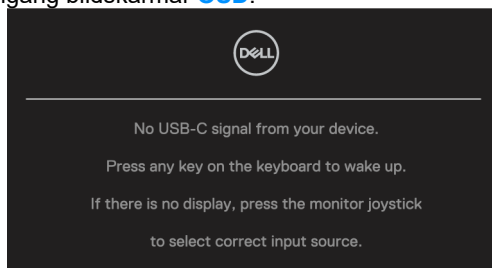 DELL
No USB-C signal from your device.
Press any key on the keyboard to wake up.
If there is no display, press the monitor joystick
to select correct input source.